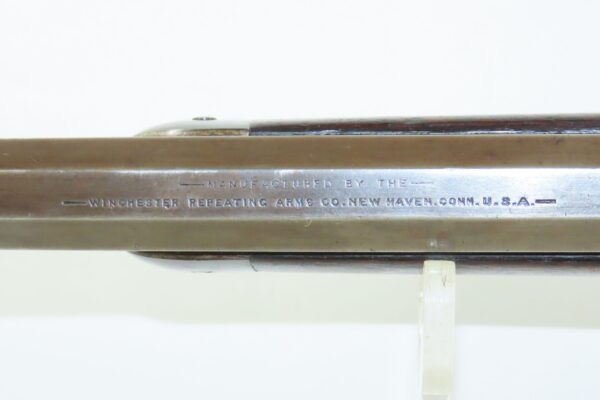 —MANUFACTURED BY THE—
—WINCHESTER REPEATING ARMS CO. NEW HAVEN. CONN. U.S.A.—